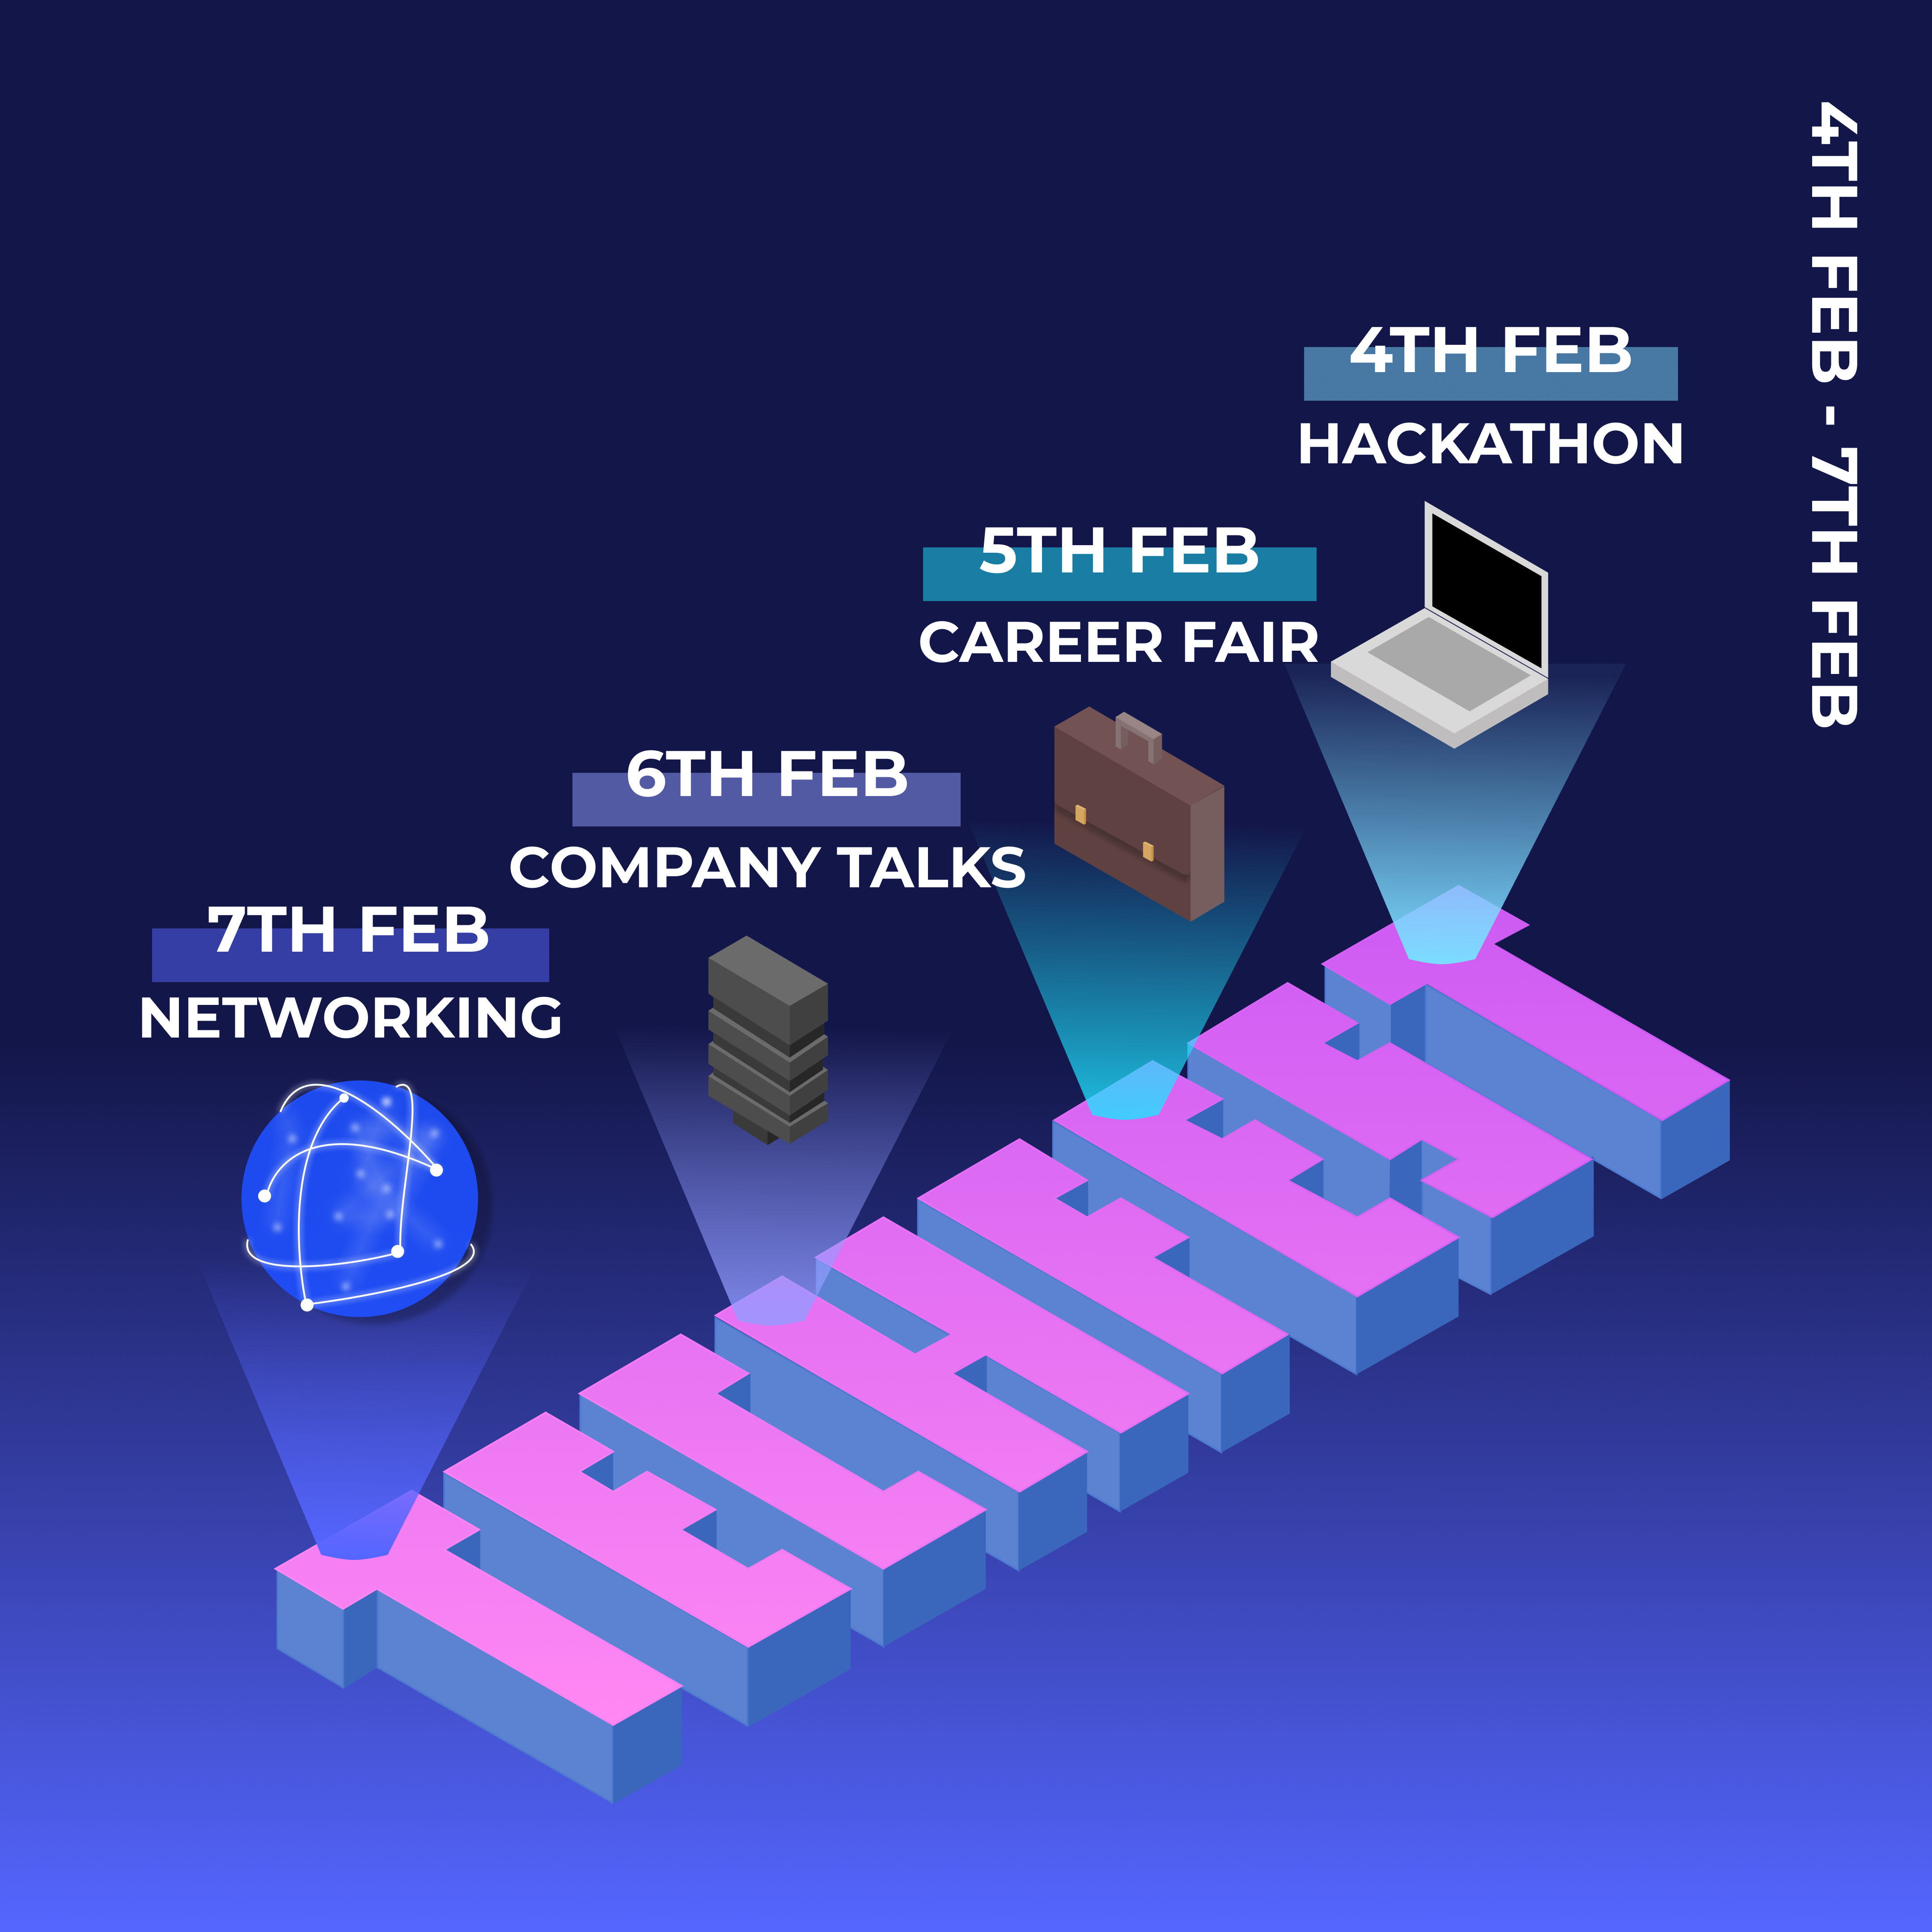 4TH FEB - 7TH FEB
4TH FEB
HACKATHON
5TH FEB
CAREER FAIR
6TH FEB
COMPANY TALKS
7TH FEB
NETWORKING
TECHFEST